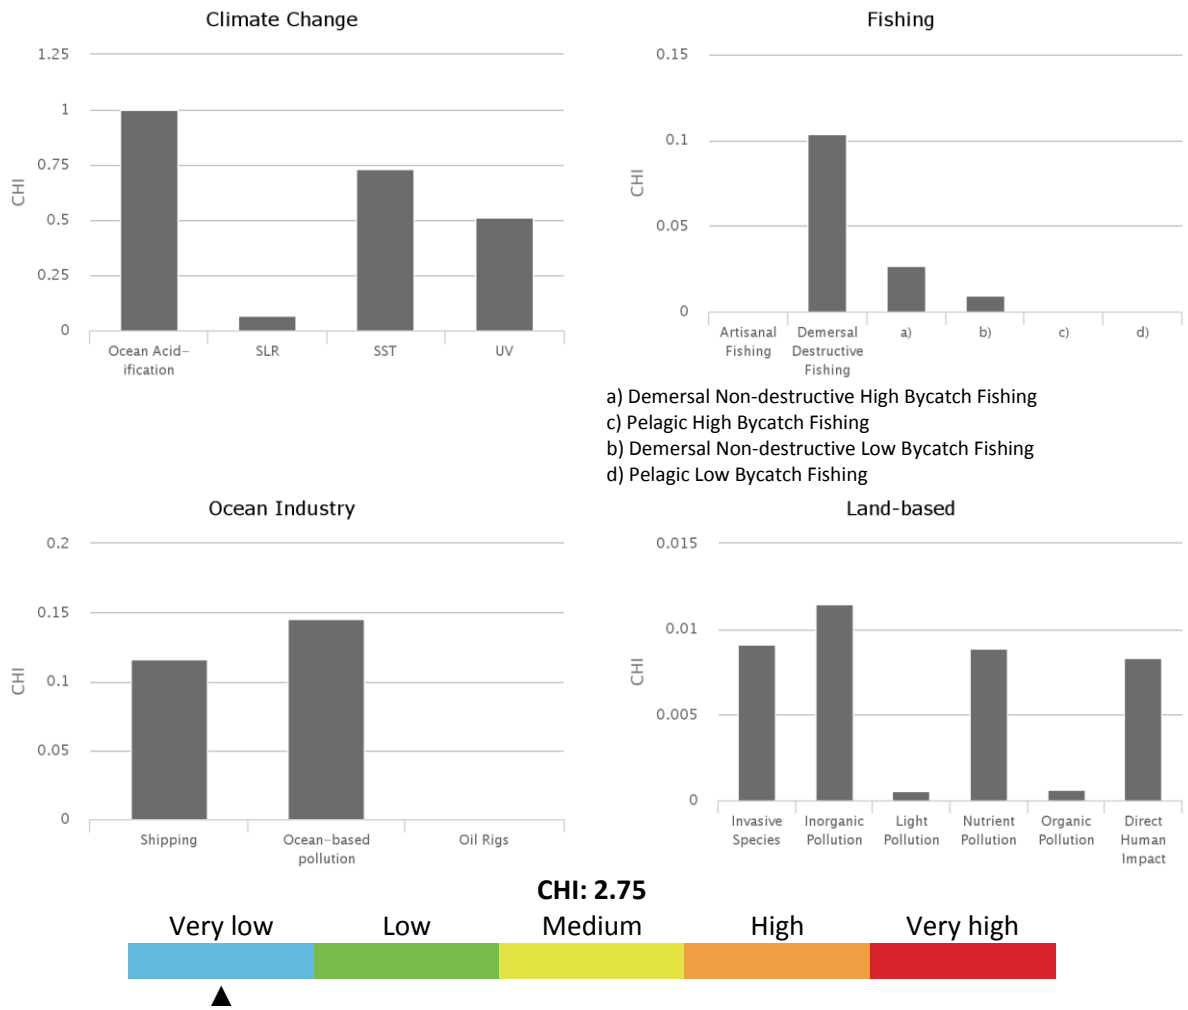 Climate Change
1.25
1
0.75
0.5
0.25
0
CHI
Ocean Acid–
ification
SLR
SST
UV
Fishing
0.15
0.1
0.05
0
CHI
Artisanal
Fishing
Demersal
Destructive
Fishing
a)
b)
c)
d)
a) Demersal Non-destructive High Bycatch Fishing
c) Pelagic High Bycatch Fishing
b) Demersal Non-destructive Low Bycatch Fishing
d) Pelagic Low Bycatch Fishing
Ocean Industry
0.2
0.15
0.1
0.05
0
CHI
Shipping
Ocean–based
pollution
Oil Rigs
Land-based
0.015
0.01
0.005
0
CHI
Invasive
Species
Inorganic
Pollution
Light
Pollution
Nutrient
Pollution
Organic
Pollution
Direct
Human
Impact
CHI: 2.75
Very low
Low
Medium
High
Very high